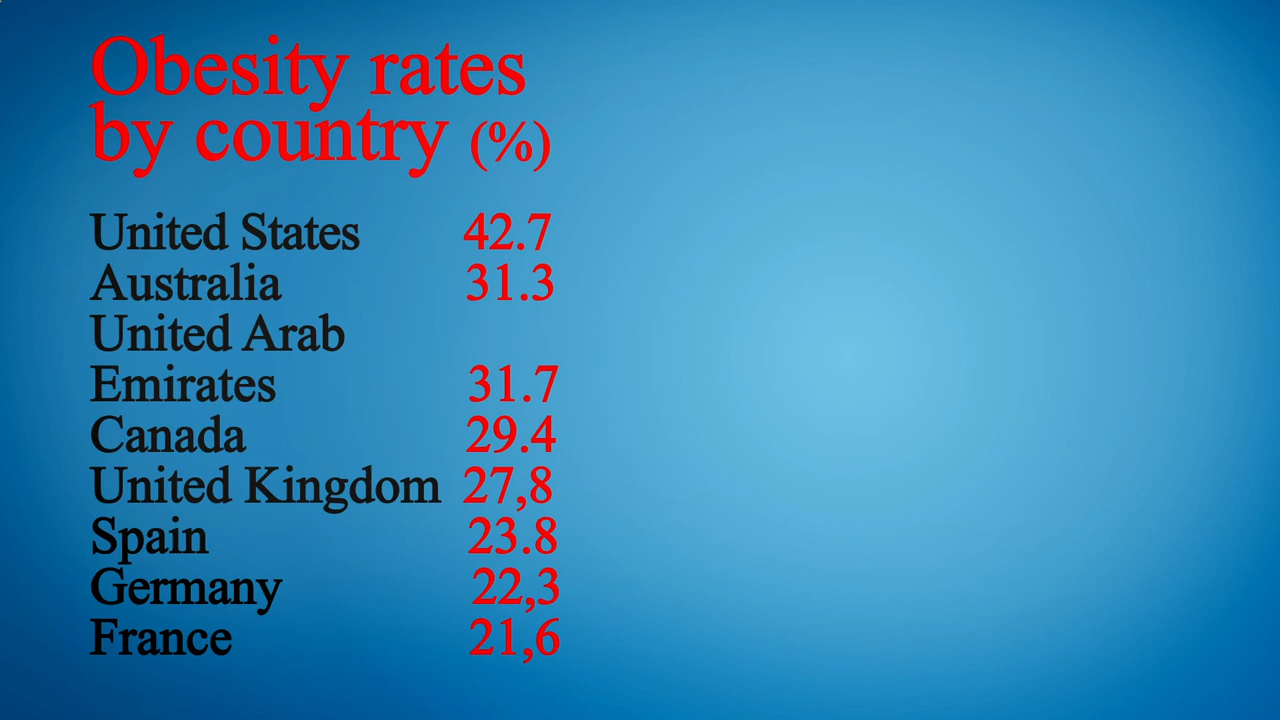 Obesity rates
by country (%)
United States 42.7
Australia 31.3
United Arab
Emirates 31.7
Canada 29.4
United Kingdom 27,8
Spain 23.8
Germany 22,3
France 21,6